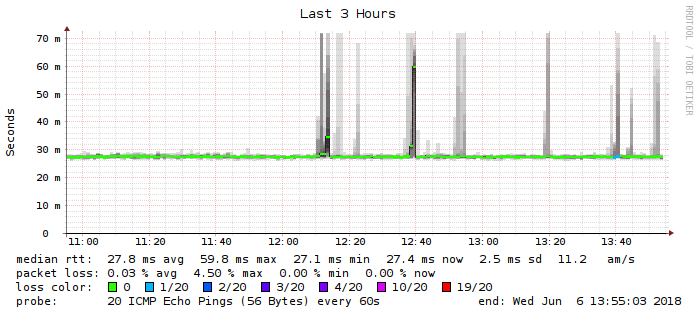 Last 3 Hours
RRDTOOL / TOBI OETIKER
Seconds
70 m
60 m
50 m
40 m
30 m
20 m
10 m
0
11:00 11:20 11:40 12:00 12:20 12:40 13:00 13:20 13:40
median rtt: 27.8 ms avg 59.8 ms max 27.1 ms min 27.4 ms now 2.5 ms sd 11.2 am/s
packet loss: 0.03 % avg 4.50 % max 0.00 % min 0.00 % now
loss color: 0 1/20 2/20 3/20 4/20 10/20 19/20
probe: 20 ICMP Echo Pings (56 Bytes) every 60s end: Wed Jun 6 13:55:03 2018